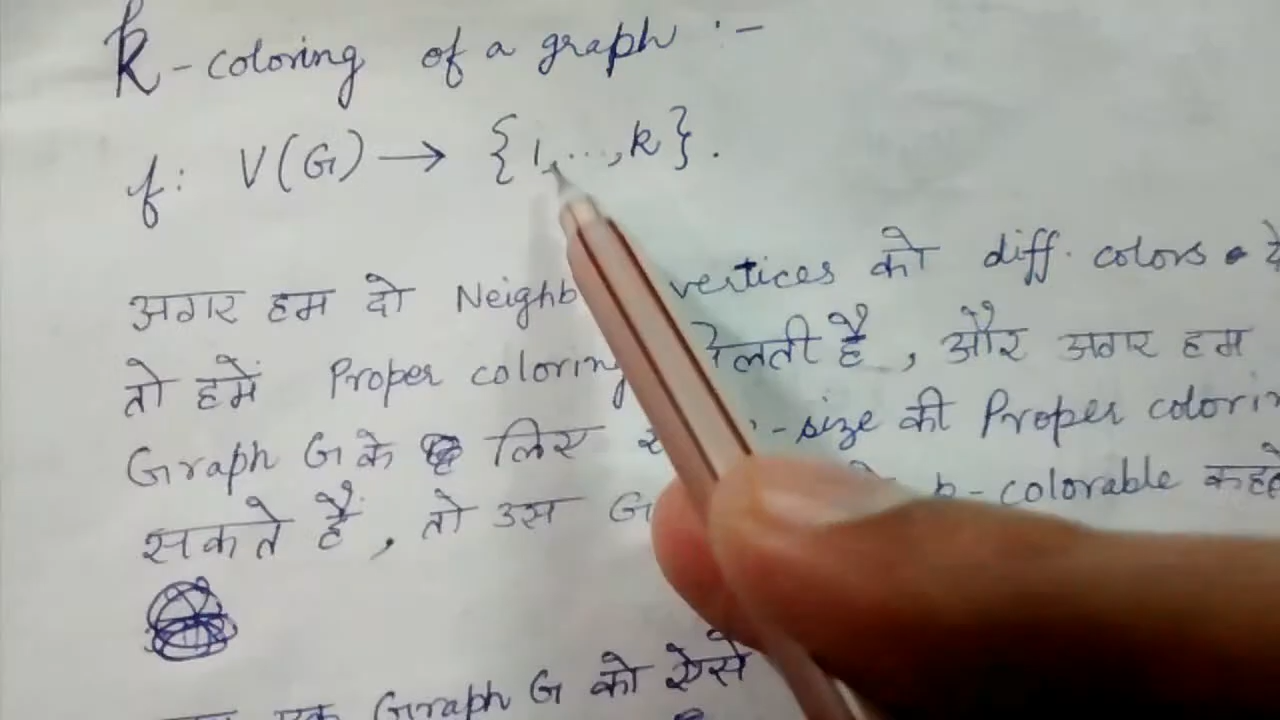 k-coloring of a graph :-
f: V(G) → {1,...,k}.
अगर हम दो Neighb vertices को diff. colors
तो हमें Proper coloring मिलती है, और अगर हम
Graph G के लिए -size की Proper colorin
सकते हैं, तो उस G k-colorable कहते
एक Graph G को ऐसे